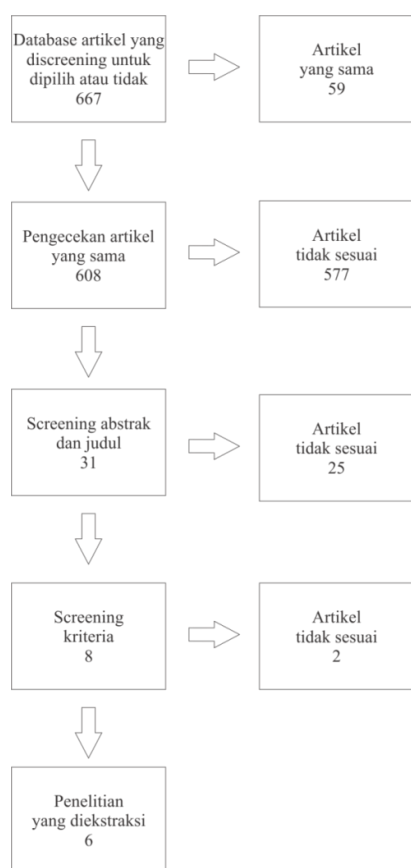 Database artikel yang
discreening untuk
dipilih atau tidak
667
Artikel
yang sama
59
Pengecekan artikel
yang sama
608
Artikel
tidak sesuai
577
Screening abstrak
dan judul
31
Artikel
tidak sesuai
25
Screening
kriteria
8
Artikel
tidak sesuai
2
Penelitian
yang diekstraksi
6